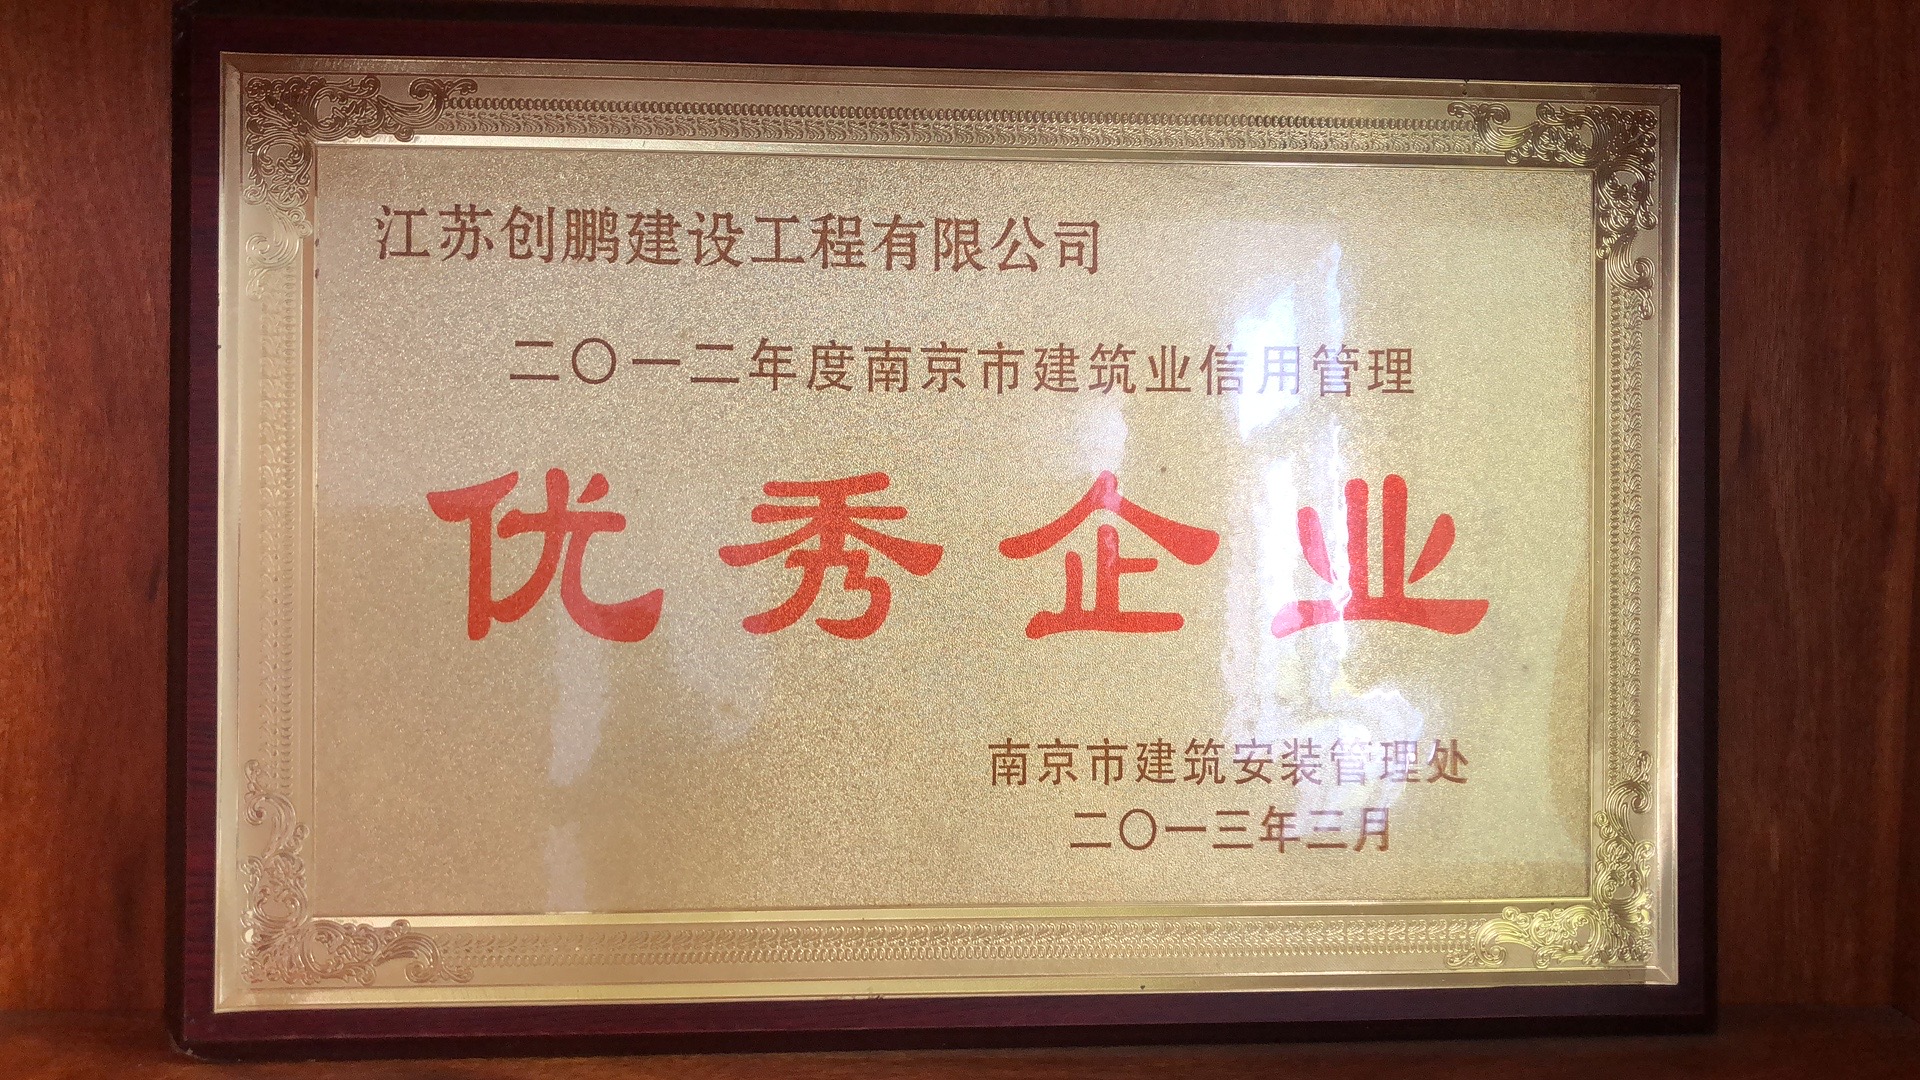 江苏创鹏建设工程有限公司
二〇一二年度南京市建筑业信用管理
优秀企业
南京市建筑安装管理处
二〇一三年三月